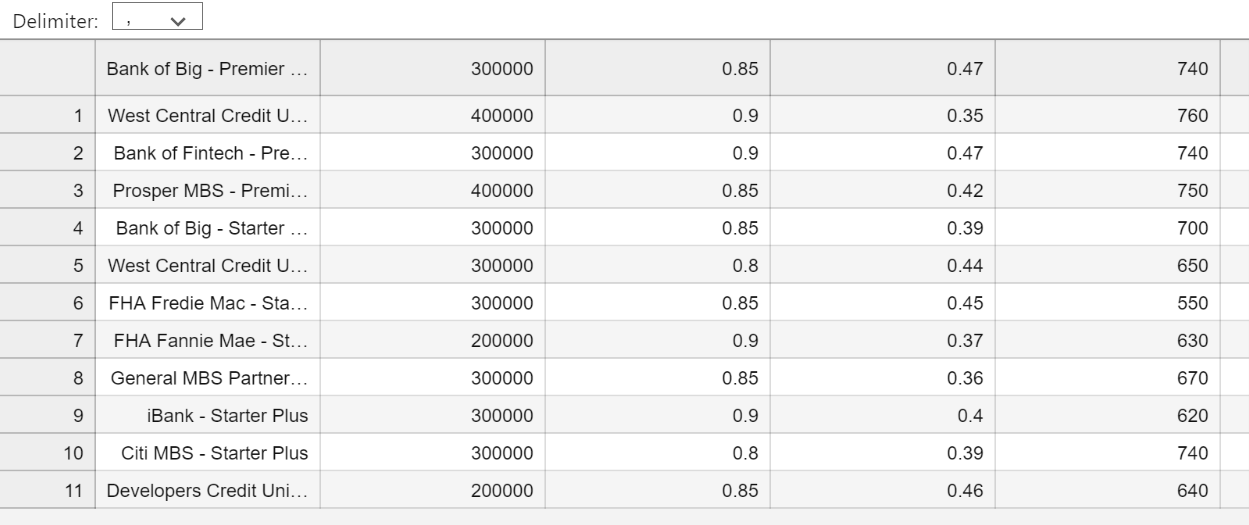 Delimiter: ,
Bank of Big - Premier ... 300000 0.85 0.47 740
1 West Central Credit U... 400000 0.9 0.35 760
2 Bank of Fintech - Pre... 300000 0.9 0.47 740
3 Prosper MBS - Premi... 400000 0.85 0.42 750
4 Bank of Big - Starter ... 300000 0.85 0.39 700
5 West Central Credit U... 300000 0.8 0.44 650
6 FHA Fredie Mac - Sta... 300000 0.85 0.45 550
7 FHA Fannie Mae - St... 200000 0.9 0.37 630
8 General MBS Partner... 300000 0.85 0.36 670
9 iBank - Starter Plus 300000 0.9 0.4 620
10 Citi MBS - Starter Plus 300000 0.8 0.39 740
11 Developers Credit Uni... 200000 0.85 0.46 640